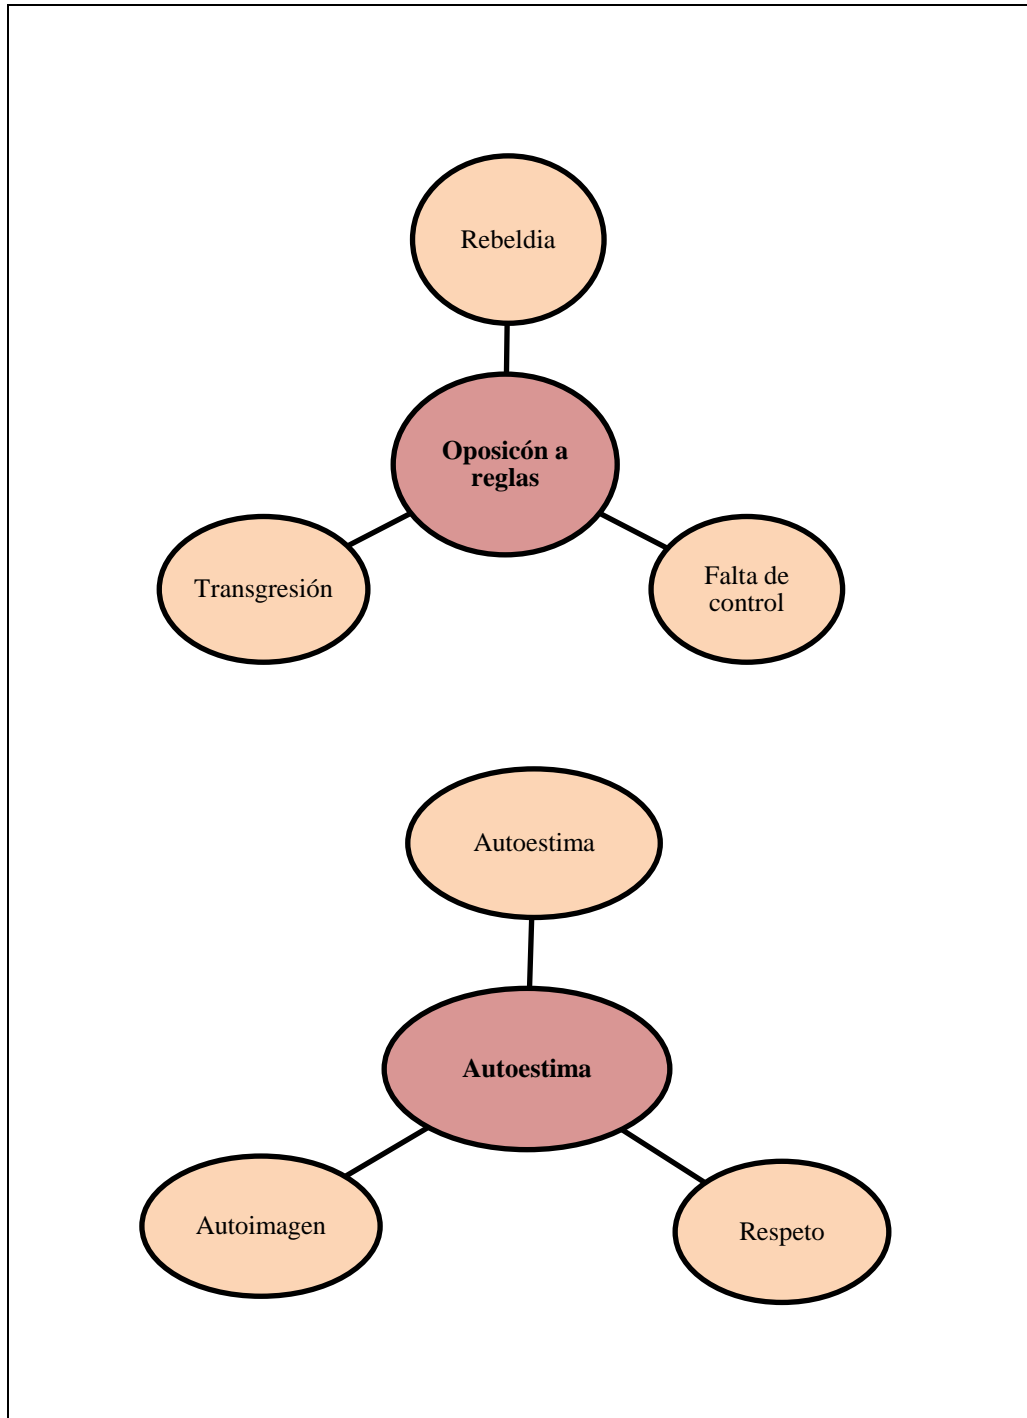 Rebeldia
Oposicón a
reglas
Transgresión
Falta de
control
Autoestima
Autoestima
Autoimagen
Respeto